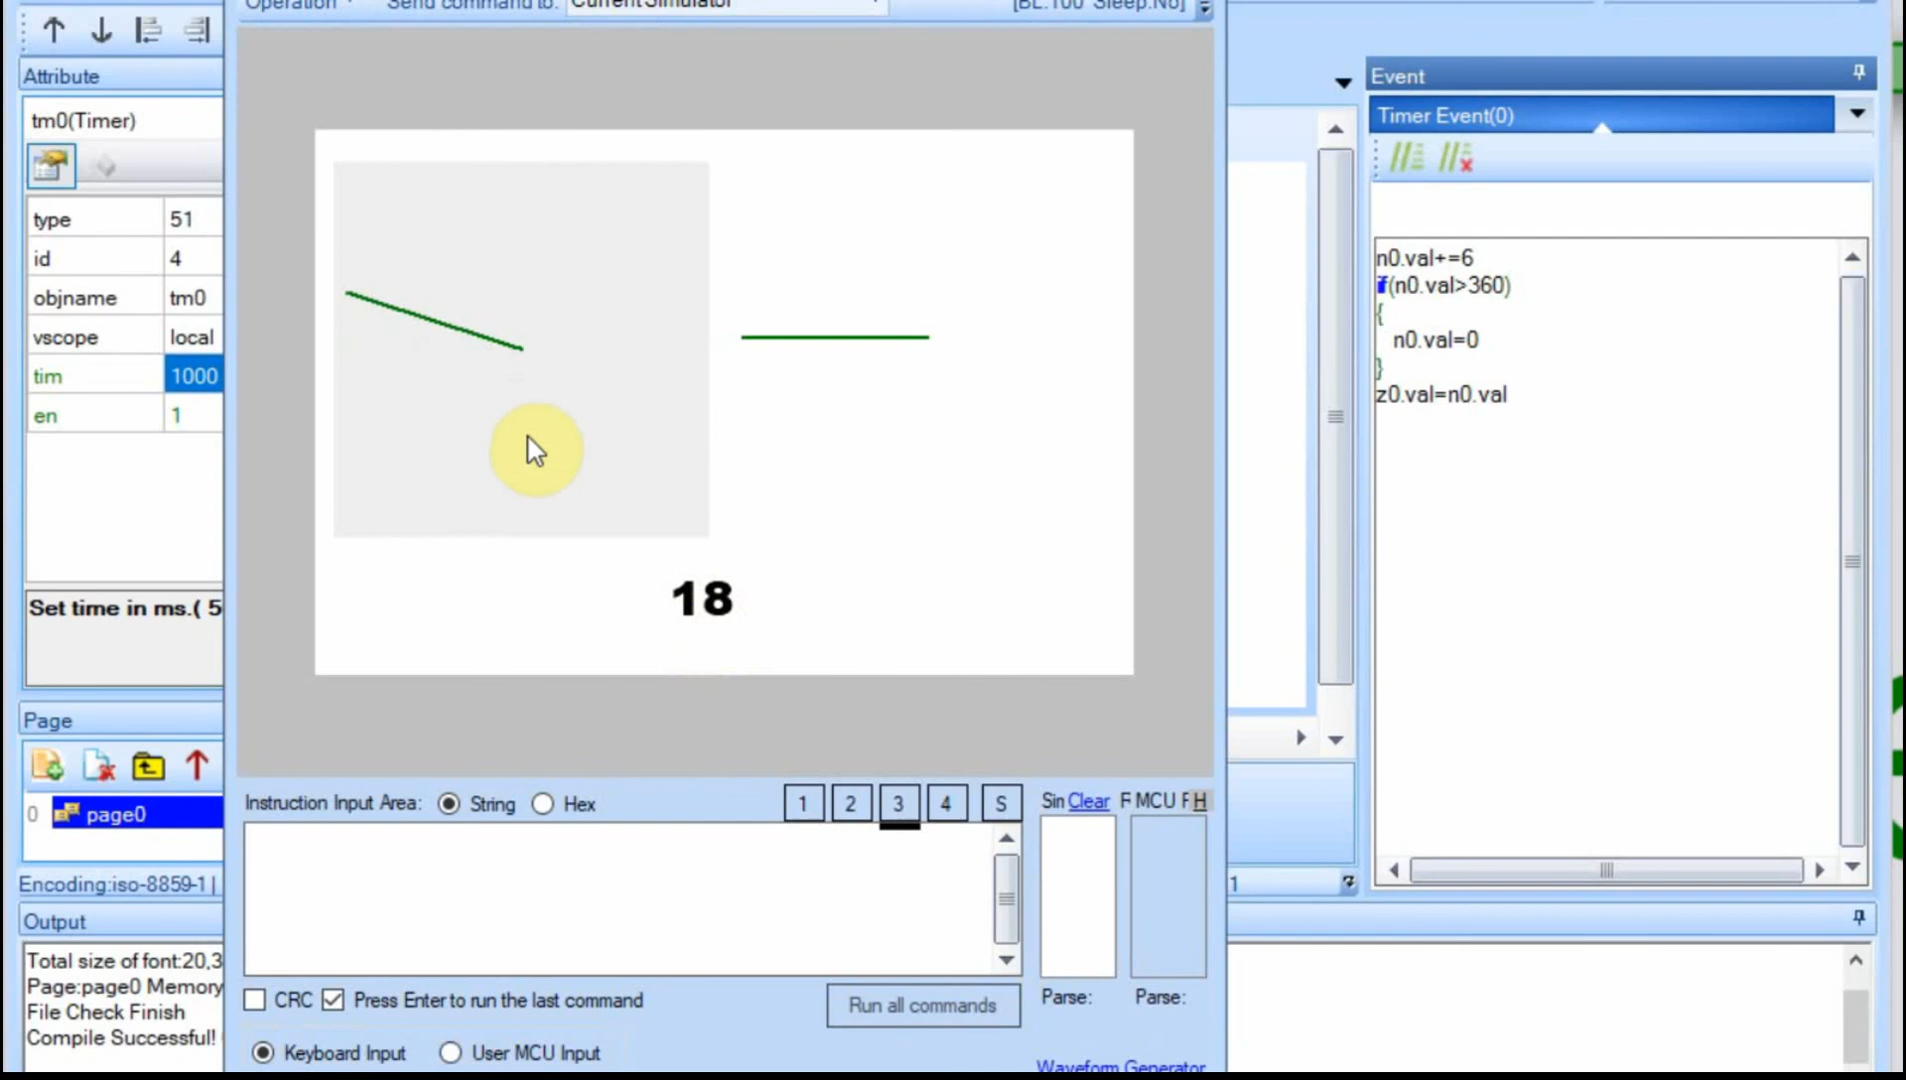 Operation
Send command to:
Current Simulator
[BL:100 Sleep:No]
Attribute
tm0(Timer)
type 51
id 4
objname tm0
vscope local
tim 1000
en 1
Set time in ms.( 5
Page
0 page0
Encoding:iso-8859-1|
Output
Total size of font:20,3
Page:page0 Memory
File Check Finish
Compile Successful!
18
Instruction Input Area: String Hex
1 2 3 4 S
Sin Clear F MCU F H
CRC Press Enter to run the last command
Run all commands
Parse: Parse:
Keyboard Input User MCU Input
Waveform Generator
1
Event
Timer Event(0)
n0.val+=6
if(n0.val>360)
{
n0.val=0
}
z0.val=n0.val